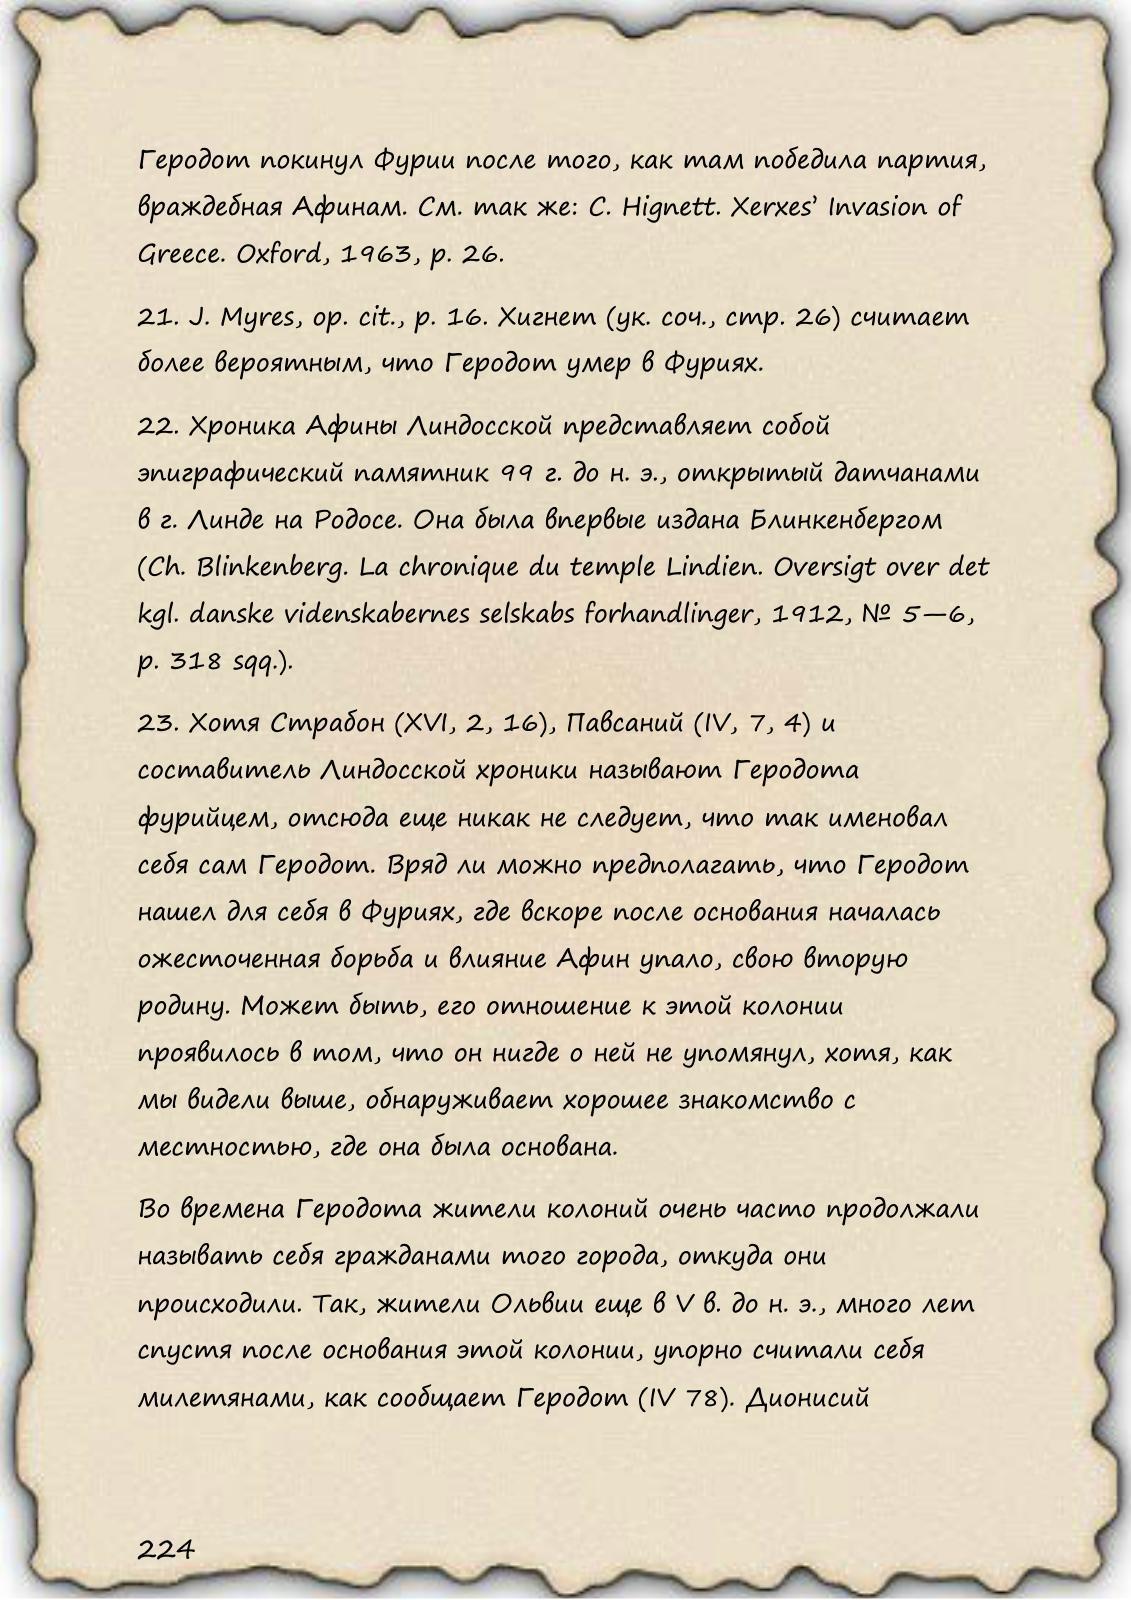 Геродот покинул Фурии после того, как там победила партия,
враждебная Афинам. См. так же: С. Hignett. Xerxes’ Invasion of
Greece. Oxford, 1963, p. 26.
21. J. Myres, op. cit., p. 16. Хигнет (ук. соч., стр. 26) считает
более вероятным, что Геродот умер в Фуриях.
22. Хроника Афины Линдосской представляет собой
эпиграфический памятник 99 г. до н. э., открытый датчанами
в г. Линде на Родосе. Она была впервые издана Блинкенбергом
(Ch. Blinkenberg. La chronique du temple Lindien. Oversigt over det
kgl. danske videnskabernes selskabs forhandlinger, 1912, № 5—6,
p. 318 sqq.).
23. Хотя Страбон (XVI, 2, 16), Павсаний (IV, 7, 4) и
составитель Линдосской хроники называют Геродота
фурийцем, отсюда еще никак не следует, что так именовал
себя сам Геродот. Вряд ли можно предполагать, что Геродот
нашел для себя в Фуриях, где вскоре после основания началась
ожесточенная борьба и влияние Афин упало, свою вторую
родину. Может быть, его отношение к этой колонии
проявилось в том, что он нигде о ней не упомянул, хотя, как
мы видели выше, обнаруживает хорошее знакомство с
местностью, где она была основана.
Во времена Геродота жители колоний очень часто продолжали
называть себя гражданами того города, откуда они
происходили. Так, жители Ольвии еще в V в. до н. э., много лет
спустя после основания этой колонии, упорно считали себя
милетянами, как сообщает Геродот (IV 78). Дионисий
224